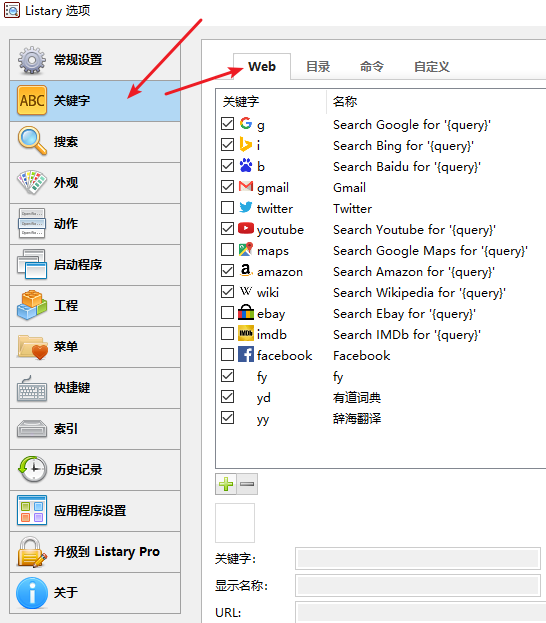 Listary 选项
常规设置
ABC 关键字
搜索
外观
动作
启动程序
工程
菜单
快捷键
索引
历史记录
应用程序设置
升级到 Listary Pro
关于
Web 目录 命令 自定义
关键字 名称
g Search Google for '{query}'
i Search Bing for '{query}'
b Search Baidu for '{query}'
gmail Gmail
twitter Twitter
youtube Search Youtube for '{query}'
maps Search Google Maps for '{query}'
amazon Search Amazon for '{query}'
wiki Search Wikipedia for '{query}'
ebay Search Ebay for '{query}'
imdb Search IMDb for '{query}'
facebook Facebook
fy fy
yd 有道词典
yy 辞海翻译
关键字：
显示名称：
URL: